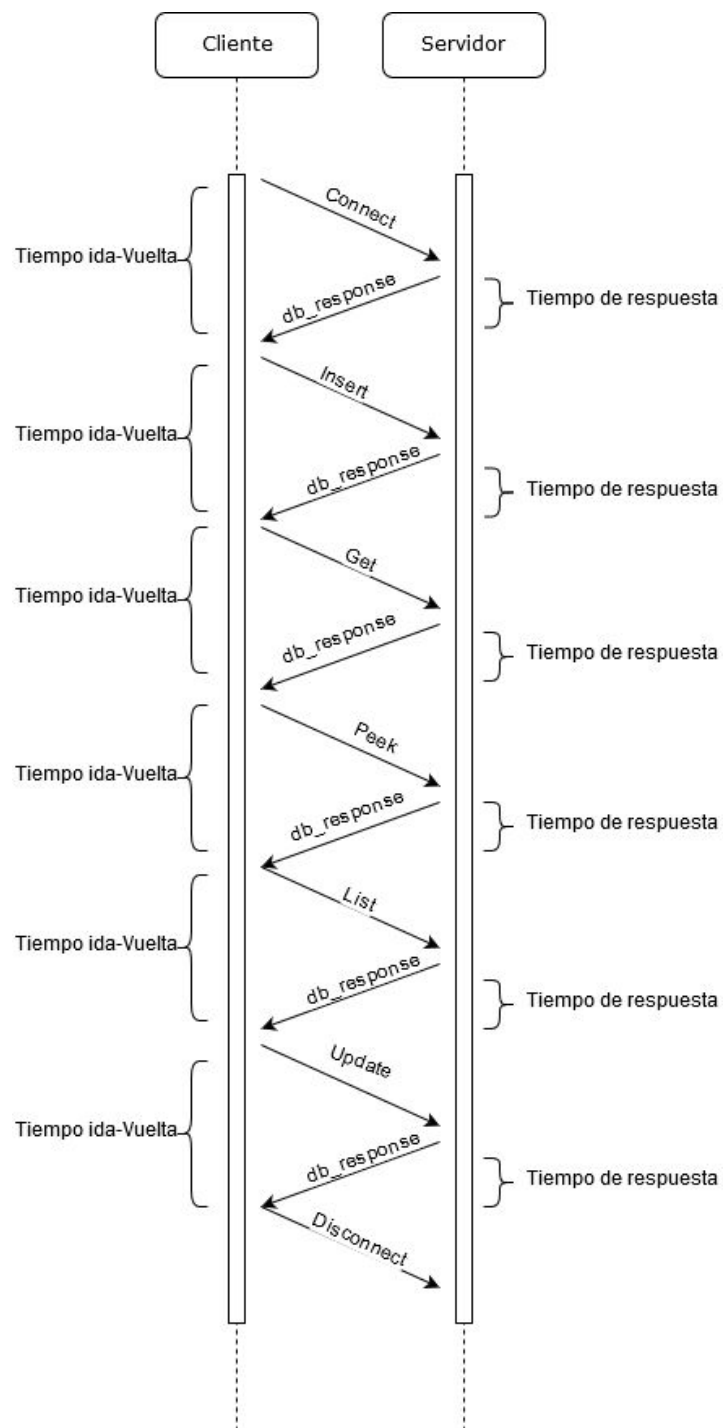 Cliente
Servidor
Connect
Tiempo ida-Vuelta
db_response
Tiempo de respuesta
Insert
Tiempo ida-Vuelta
db_response
Tiempo de respuesta
Get
Tiempo ida-Vuelta
db_response
Tiempo de respuesta
Peek
Tiempo ida-Vuelta
db_response
Tiempo de respuesta
List
Tiempo ida-Vuelta
db_response
Tiempo de respuesta
Update
Tiempo ida-Vuelta
db_response
Tiempo de respuesta
Disconnect